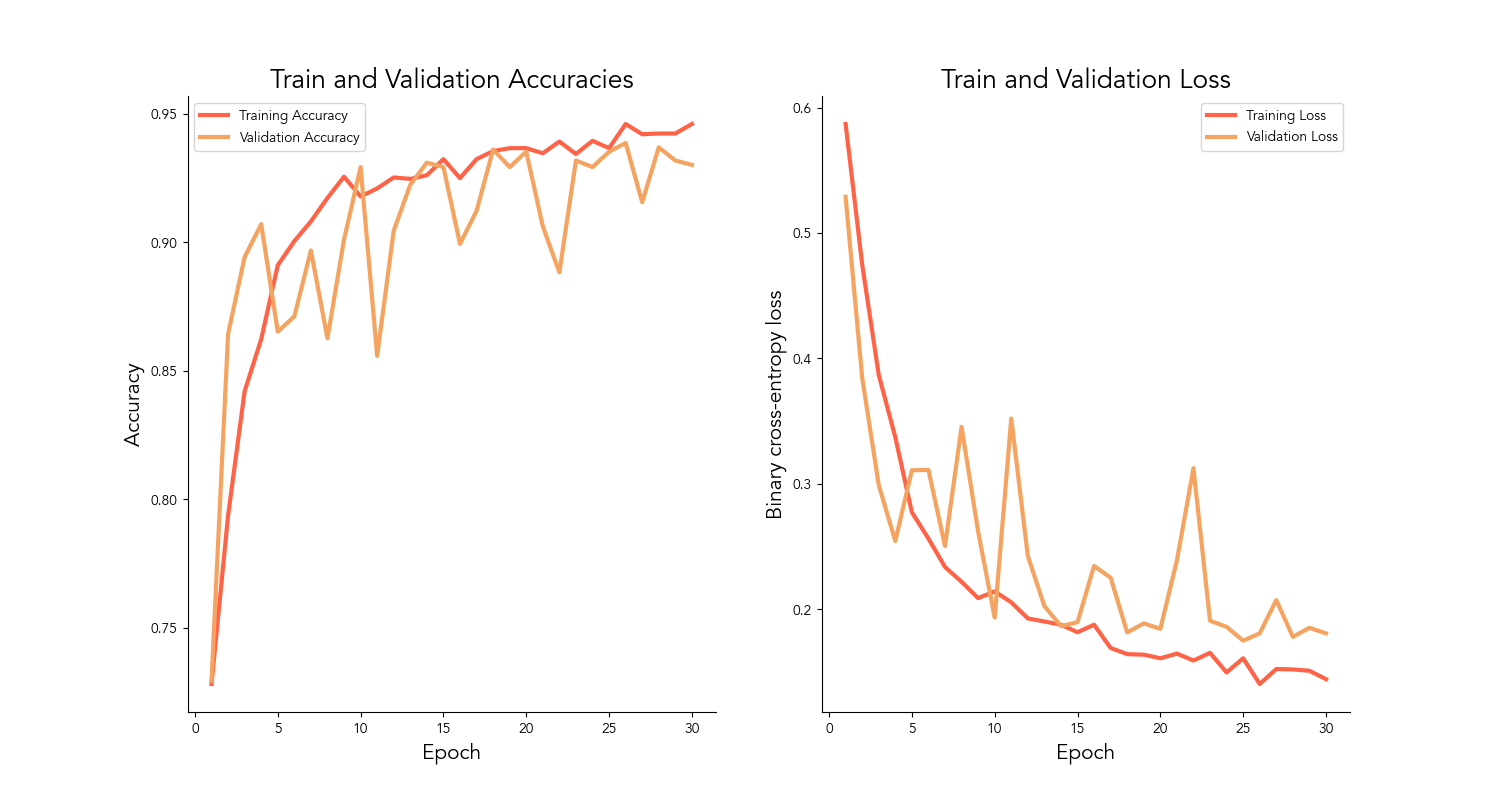 Train and Validation Accuracies
Training Accuracy
Validation Accuracy
0.95
0.90
0.85
0.80
0.75
Accuracy
0 5 10 15 20 25 30
Epoch
Train and Validation Loss
Training Loss
Validation Loss
0.6
0.5
0.4
0.3
0.2
Binary cross-entropy loss
0 5 10 15 20 25 30
Epoch